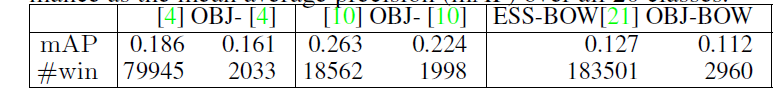 mance as the mean average precision (mAP) over all 20 classes.
[4] OBJ- [4] [10] OBJ- [10] ESS-BOW[21] OBJ-BOW
mAP 0.186 0.161 0.263 0.224 0.127 0.112
#win 79945 2033 18562 1998 183501 2960